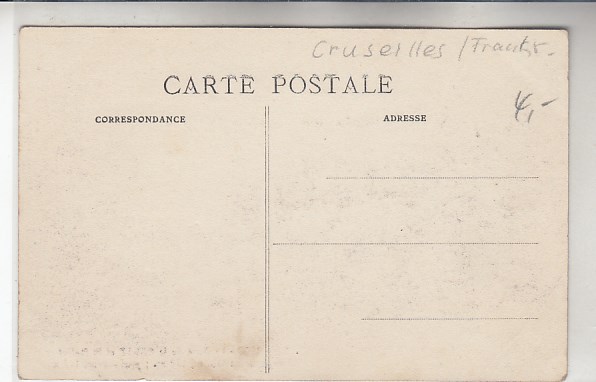 Cruseilles /Frankr.
CARTE POSTALE
4,-
CORRESPONDANCE
ADRESSE